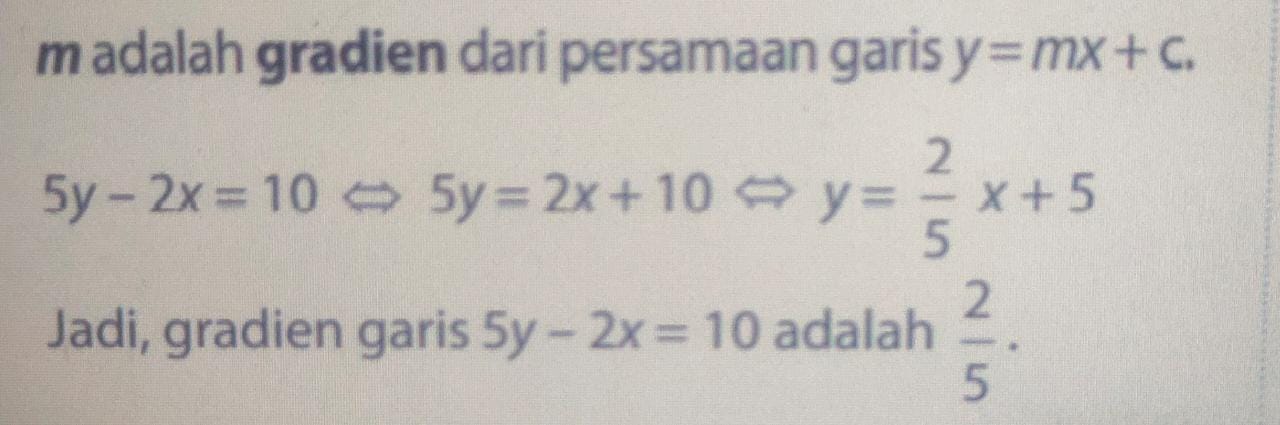 m adalah gradien dari persamaan garis y=mx+c.
5y – 2x = 10 ⇔ 5y = 2x + 10 ⇔ y = 2/5 x + 5
Jadi, gradien garis 5y – 2x = 10 adalah 2/5.